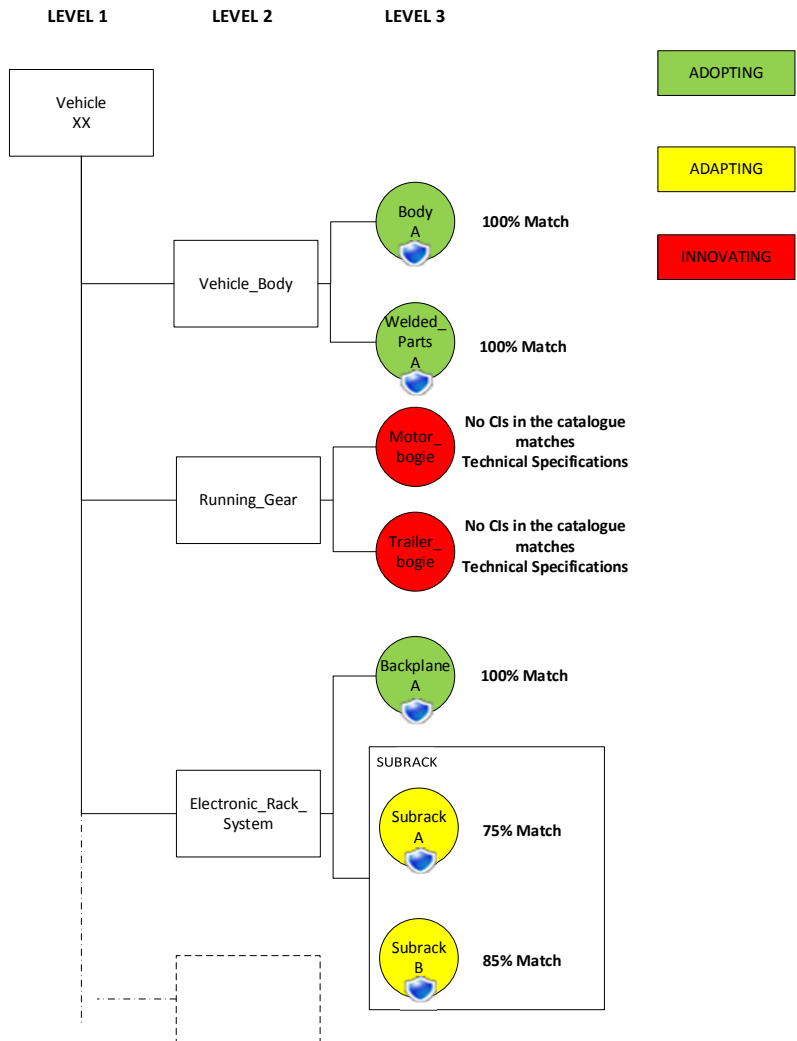 LEVEL 1
LEVEL 2
LEVEL 3
Vehicle
XX
ADOPTING
ADAPTING
INNOVATING
Vehicle_Body
Body
A
100% Match
Welded_
Parts
A
100% Match
Running_Gear
Motor_
bogie
No CIs in the catalogue
matches
Technical Specifications
Trailer_
bogie
No CIs in the catalogue
matches
Technical Specifications
Electronic_Rack_
System
Backplane
A
100% Match
SUBRACK
Subrack
A
75% Match
Subrack
B
85% Match